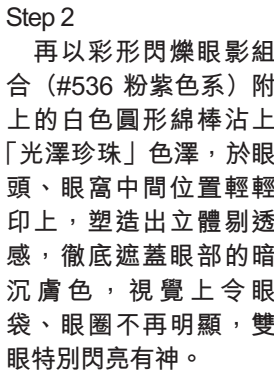 Step 2
再以彩形閃爍眼影組
合（#536 粉紫色系）附
上的白色圓形綿棒沾上
「光澤珍珠」色澤，於眼
頭、眼窩中間位置輕輕
印上，塑造出立體剔透
感，徹底遮蓋眼部的暗
沉膚色，視覺上令眼
袋、眼圈不再明顯，雙
眼特別閃亮有神。